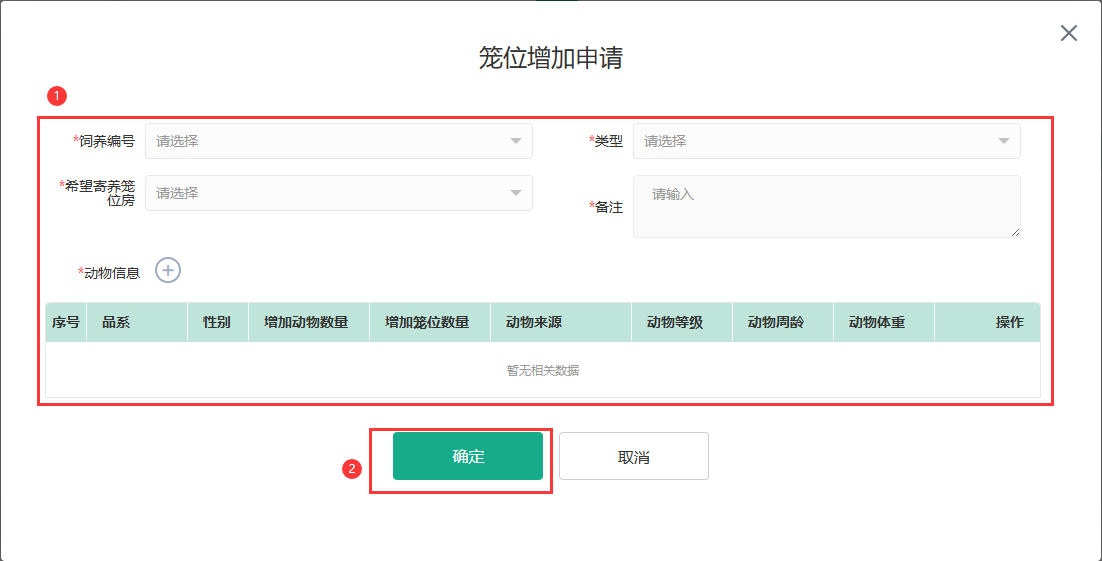 笼位增加申请
1
*饲养编号 请选择 *类型 请选择
*希望寄养笼
位房 请选择 *备注 请输入
*动物信息
序号 品系 性别 增加动物数量 增加笼位数量 动物来源 动物等级 动物周龄 动物体重 操作
暂无相关数据
2 确定 取消